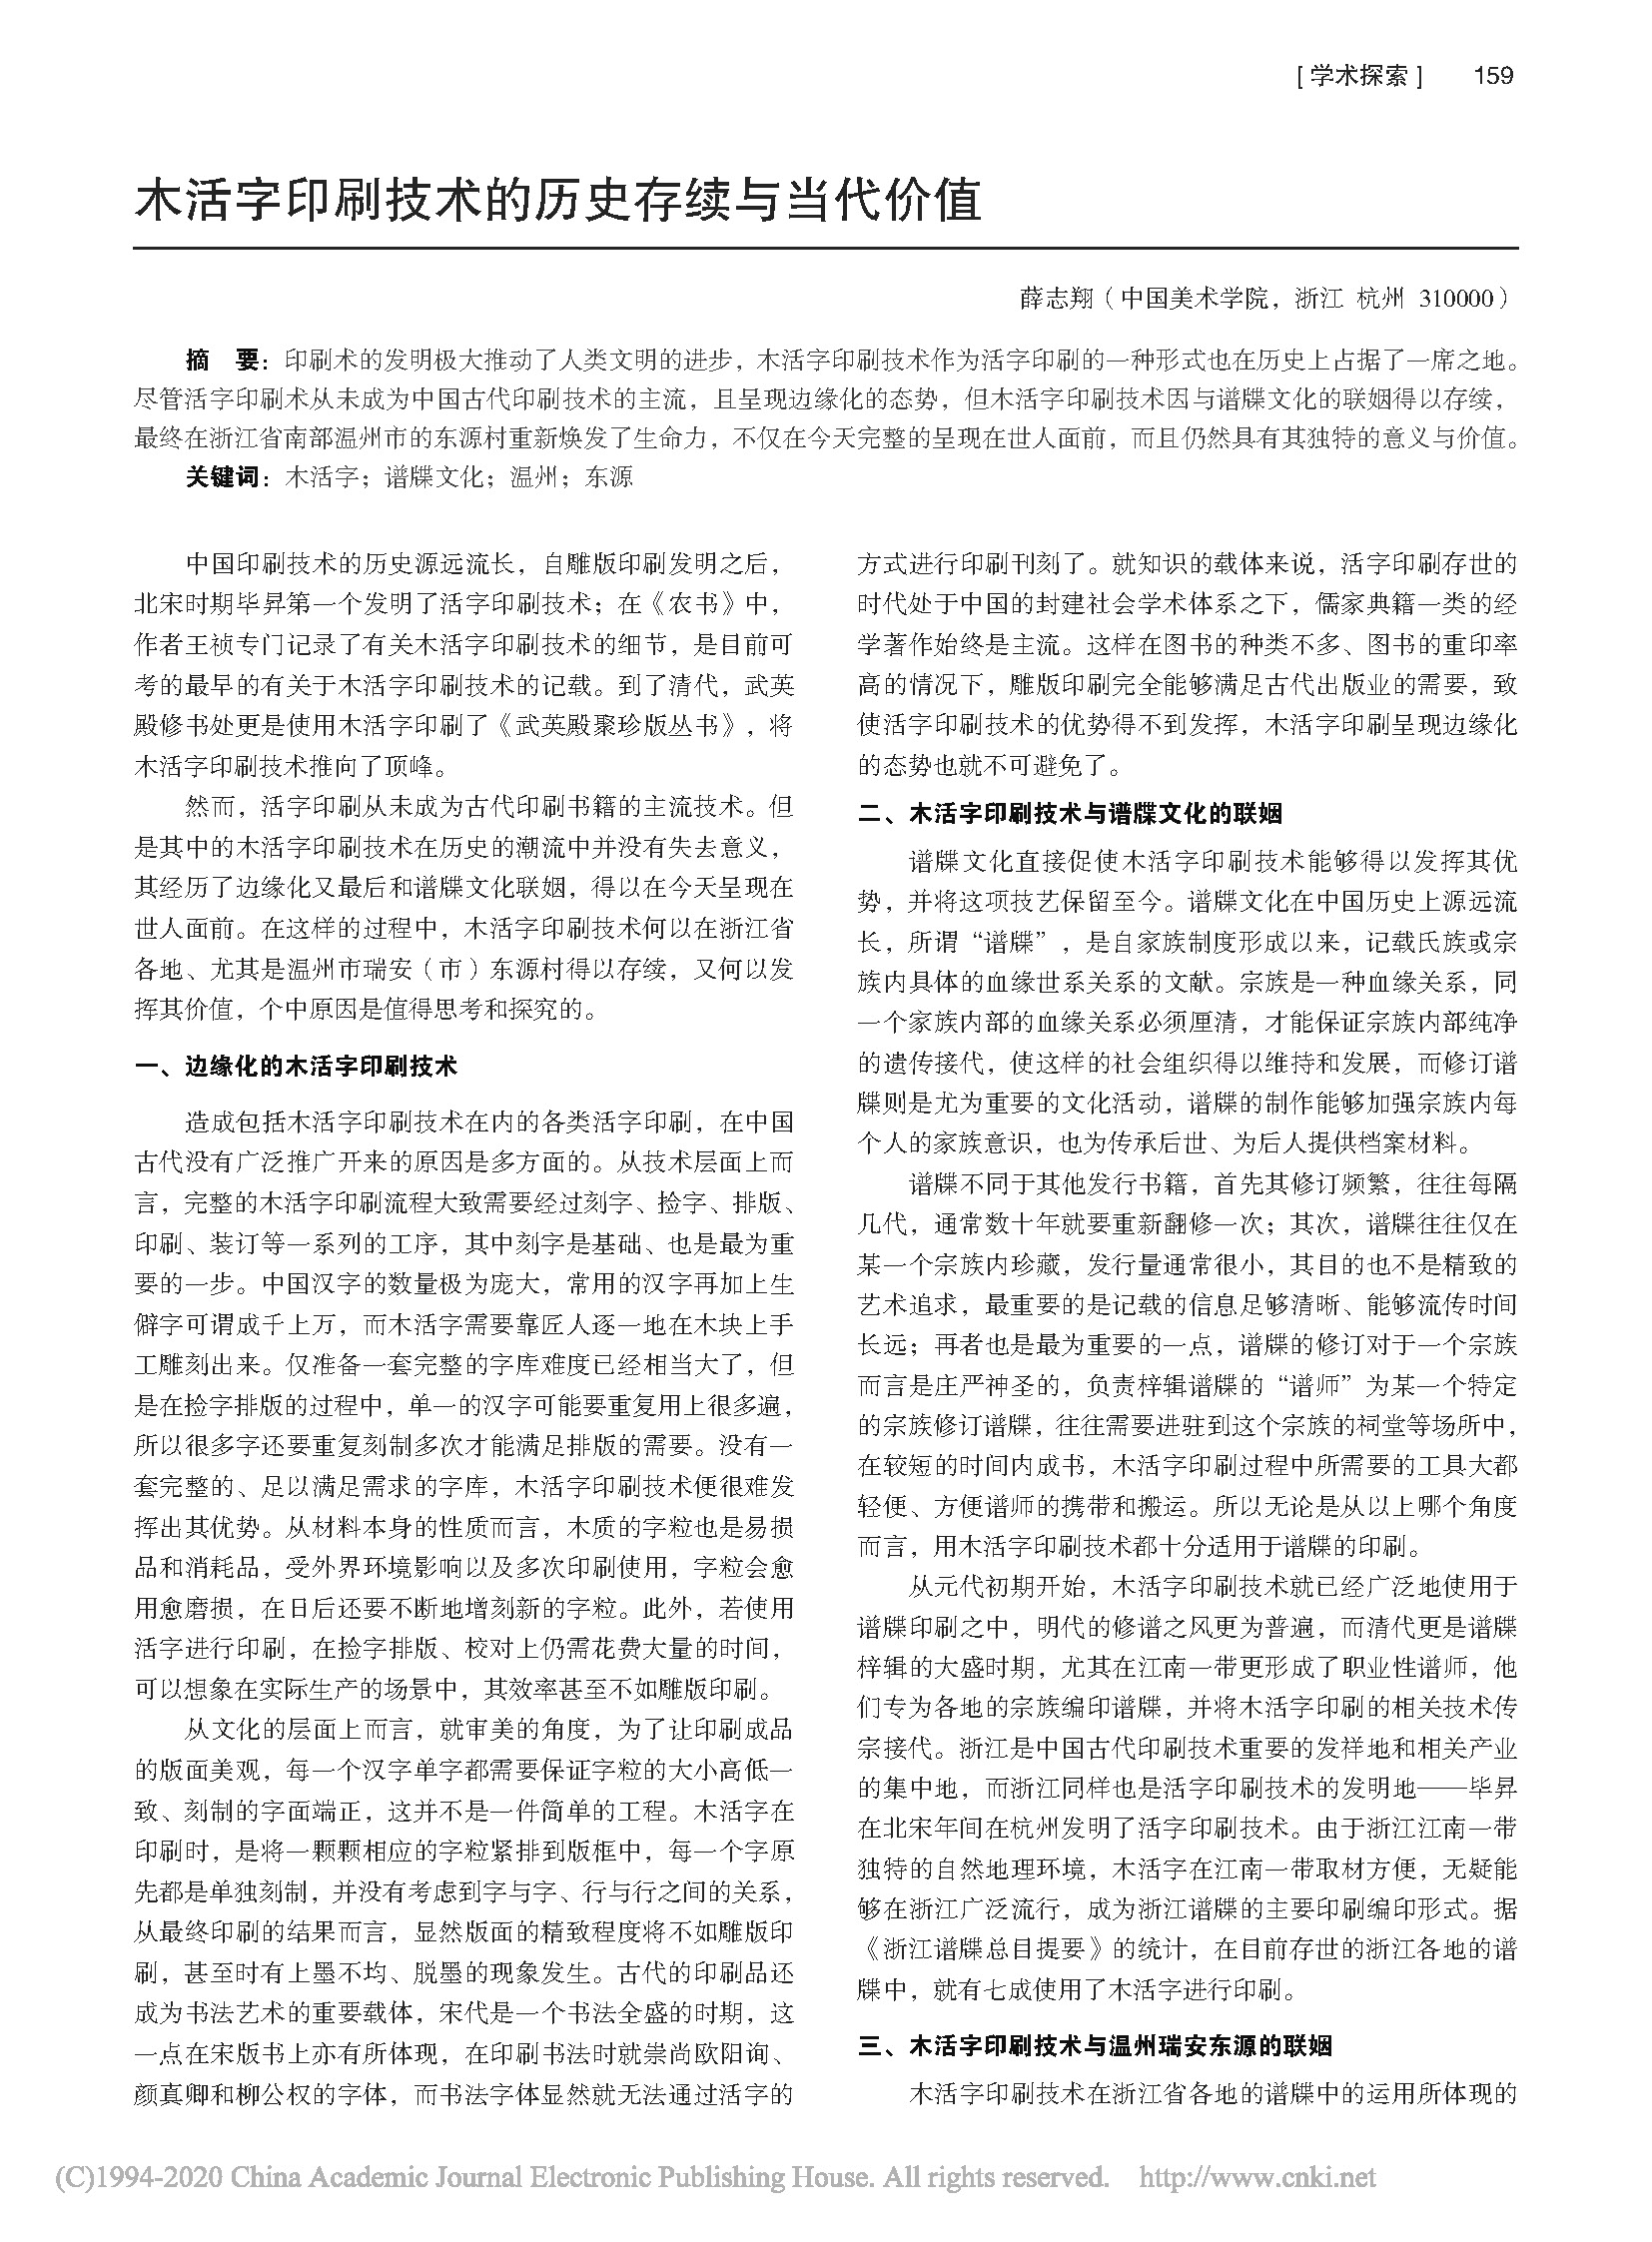 [ 学术探索 ] 159
木活字印刷技术的历史存续与当代价值
薛志翔（中国美术学院，浙江 杭州 310000）
摘　要：印刷术的发明极大推动了人类文明的进步，木活字印刷技术作为活字印刷的一种形式也在历史上占据了一席之地。
尽管活字印刷术从未成为中国古代印刷技术的主流，且呈现边缘化的态势，但木活字印刷技术因与谱牒文化的联姻得以存续，
最终在浙江省南部温州市的东源村重新焕发了生命力，不仅在今天完整的呈现在世人面前，而且仍然具有其独特的意义与价值。
关键词：木活字；谱牒文化；温州；东源
中国印刷技术的历史源远流长，自雕版印刷发明之后，
北宋时期毕昇第一个发明了活字印刷技术；在《农书》中，
作者王祯专门记录了有关木活字印刷技术的细节，是目前可
考的最早的有关于木活字印刷技术的记载。到了清代，武英
殿修书处更是使用木活字印刷了《武英殿聚珍版丛书》，将
木活字印刷技术推向了顶峰。
然而，活字印刷从未成为古代印刷书籍的主流技术。但
是其中的木活字印刷技术在历史的潮流中并没有失去意义，
其经历了边缘化又最后和谱牒文化联姻，得以在今天呈现在
世人面前。在这样的过程中，木活字印刷技术何以在浙江省
各地、尤其是温州市瑞安（市）东源村得以存续，又何以发
挥其价值，个中原因是值得思考和探究的。
一、边缘化的木活字印刷技术
造成包括木活字印刷技术在内的各类活字印刷，在中国
古代没有广泛推广开来的原因是多方面的。从技术层面上而
言，完整的木活字印刷流程大致需要经过刻字、捡字、排版、
印刷、装订等一系列的工序，其中刻字是基础、也是最为重
要的一步。中国汉字的数量极为庞大，常用的汉字再加上生
僻字可谓成千上万，而木活字需要靠匠人逐一地在木块上手
工雕刻出来。仅准备一套完整的字库难度已经相当大了，但
是在捡字排版的过程中，单一的汉字可能要重复用上很多遍，
所以很多字还要重复刻制多次才能满足排版的需要。没有一
套完整的、足以满足需求的字库，木活字印刷技术便很难发
挥出其优势。从材料本身的性质而言，木质的字粒也是易损
品和消耗品，受外界环境影响以及多次印刷使用，字粒会愈
用愈磨损，在日后还要不断地增刻新的字粒。此外，若使用
活字进行印刷，在捡字排版、校对上仍需花费大量的时间，
可以想象在实际生产的场景中，其效率甚至不如雕版印刷。
从文化的层面上而言，就审美的角度，为了让印刷成品
的版面美观，每一个汉字单字都需要保证字粒的大小高低一
致、刻制的字面端正，这并不是一件简单的工程。木活字在
印刷时，是将一颗颗相应的字粒紧排到版框中，每一个字原
先都是单独刻制，并没有考虑到字与字、行与行之间的关系，
从最终印刷的结果而言，显然版面的精致程度将不如雕版印
刷，甚至时有上墨不均、脱墨的现象发生。古代的印刷品还
成为书法艺术的重要载体，宋代是一个书法全盛的时期，这
一点在宋版书上亦有所体现，在印刷书法时就崇尚欧阳询、
颜真卿和柳公权的字体，而书法字体显然就无法通过活字的
方式进行印刷刊刻了。就知识的载体来说，活字印刷存世的
时代处于中国的封建社会学术体系之下，儒家典籍一类的经
学著作始终是主流。这样在图书的种类不多、图书的重印率
高的情况下，雕版印刷完全能够满足古代出版业的需要，致
使活字印刷技术的优势得不到发挥，木活字印刷呈现边缘化
的态势也就不可避免了。
二、木活字印刷技术与谱牒文化的联姻
谱牒文化直接促使木活字印刷技术能够得以发挥其优
势，并将这项技艺保留至今。谱牒文化在中国历史上源远流
长，所谓“谱牒”，是自家族制度形成以来，记载氏族或宗
族内具体的血缘世系关系的文献。宗族是一种血缘关系，同
一个家族内部的血缘关系必须厘清，才能保证宗族内部纯净
的遗传接代，使这样的社会组织得以维持和发展，而修订谱
牒则是尤为重要的文化活动，谱牒的制作能够加强宗族内每
个人的家族意识，也为传承后世、为后人提供档案材料。
谱牒不同于其他发行书籍，首先其修订频繁，往往每隔
几代，通常数十年就要重新翻修一次；其次，谱牒往往仅在
某一个宗族内珍藏，发行量通常很小，其目的也不是精致的
艺术追求，最重要的是记载的信息足够清晰、能够流传时间
长远；再者也是最为重要的一点，谱牒的修订对于一个宗族
而言是庄严神圣的，负责梓辑谱牒的“谱师”为某一个特定
的宗族修订谱牒，往往需要进驻到这个宗族的祠堂等场所中，
在较短的时间内成书，木活字印刷过程中所需要的工具大都
轻便、方便谱师的携带和搬运。所以无论是从以上哪个角度
而言，用木活字印刷技术都十分适用于谱牒的印刷。
从元代初期开始，木活字印刷技术就已经广泛地使用于
谱牒印刷之中，明代的修谱之风更为普遍，而清代更是谱牒
梓辑的大盛时期，尤其在江南一带更形成了职业性谱师，他
们专为各地的宗族编印谱牒，并将木活字印刷的相关技术传
宗接代。浙江是中国古代印刷技术重要的发祥地和相关产业
的集中地，而浙江同样也是活字印刷技术的发明地——毕昇
在北宋年间在杭州发明了活字印刷技术。由于浙江江南一带
独特的自然地理环境，木活字在江南一带取材方便，无疑能
够在浙江广泛流行，成为浙江谱牒的主要印刷编印形式。据
《浙江谱牒总目提要》的统计，在目前存世的浙江各地的谱
牒中，就有七成使用了木活字进行印刷。
三、木活字印刷技术与温州瑞安东源的联姻
木活字印刷技术在浙江省各地的谱牒中的运用所体现的
(C)1994-2020 China Academic Journal Electronic Publishing House. All rights reserved. http://www.cnki.net